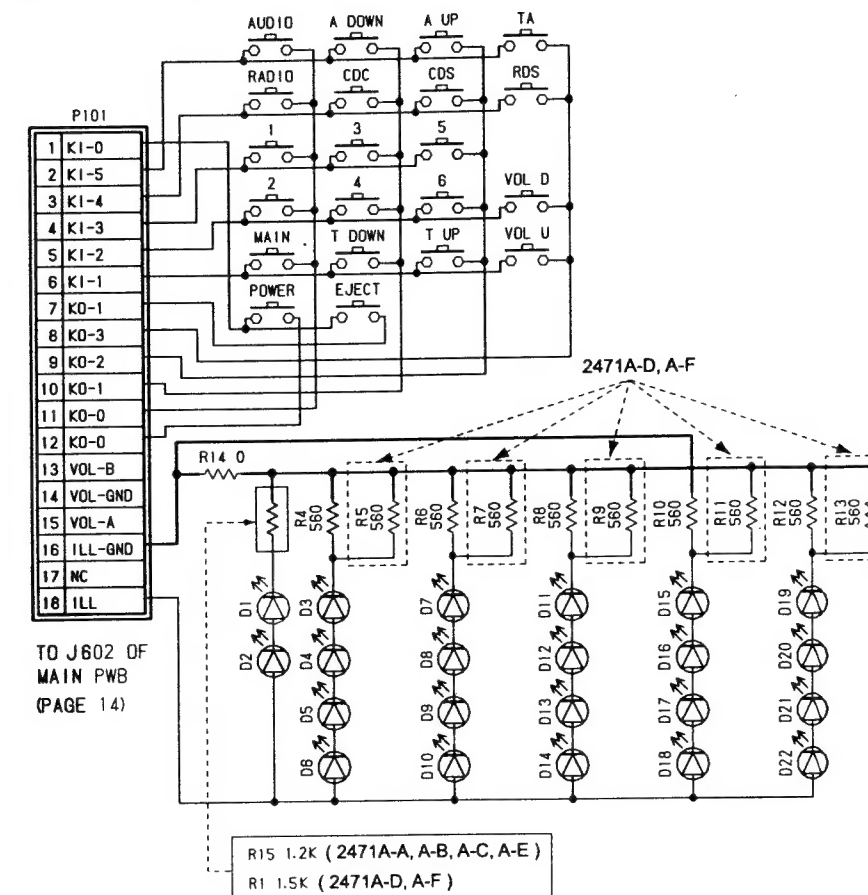 AUDIO A DOWN A UP TA
RADIO CDC CDS RDS
P101
1 3 5
1 KI-0
2 KI-5
3 KI-4
2 4 6 VOL D
4 KI-3
5 KI-2
MAIN T DOWN T UP VOL U
6 KI-1
POWER EJECT
7 KO-1
8 KO-3
9 KO-2
10 KO-1
11 KO-0
12 KO-0
13 VOL-B
14 VOL-GND
15 VOL-A
16 ILL-GND
17 NC
18 ILL
2471A-D, A-F
R14 0
R4 560
R5 560
R6 560
R7 560
R8 560
R9 560
R10 560
R11 560
R12 560
R13 560
D1 D3 D7 D11 D15 D19
D2 D4 D8 D12 D16 D20
D5 D9 D13 D17 D21
D6 D10 D14 D18 D22
TO J602 OF
MAIN PWB
(PAGE 14)
R15 1.2K (2471A-A, A-B, A-C, A-E)
R1 1.5K (2471A-D, A-F)